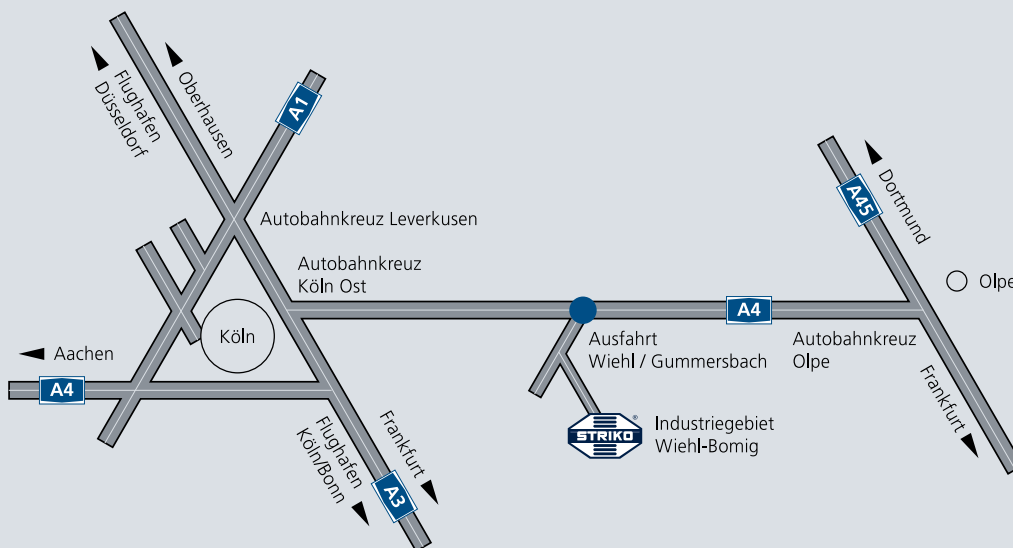 Flughafen
Düsseldorf
Oberhausen
A1
Autobahnkreuz Leverkusen
Autobahnkreuz
Köln Ost
Köln
Aachen
A4
Flughafen
Köln/Bonn
Frankfurt
A3
Ausfahrt
Wiehl / Gummersbach
STRIKO
®
Industriegebiet
Wiehl-Bomig
A4
Autobahnkreuz
Olpe
A45
Dortmund
Olpe
Frankfurt